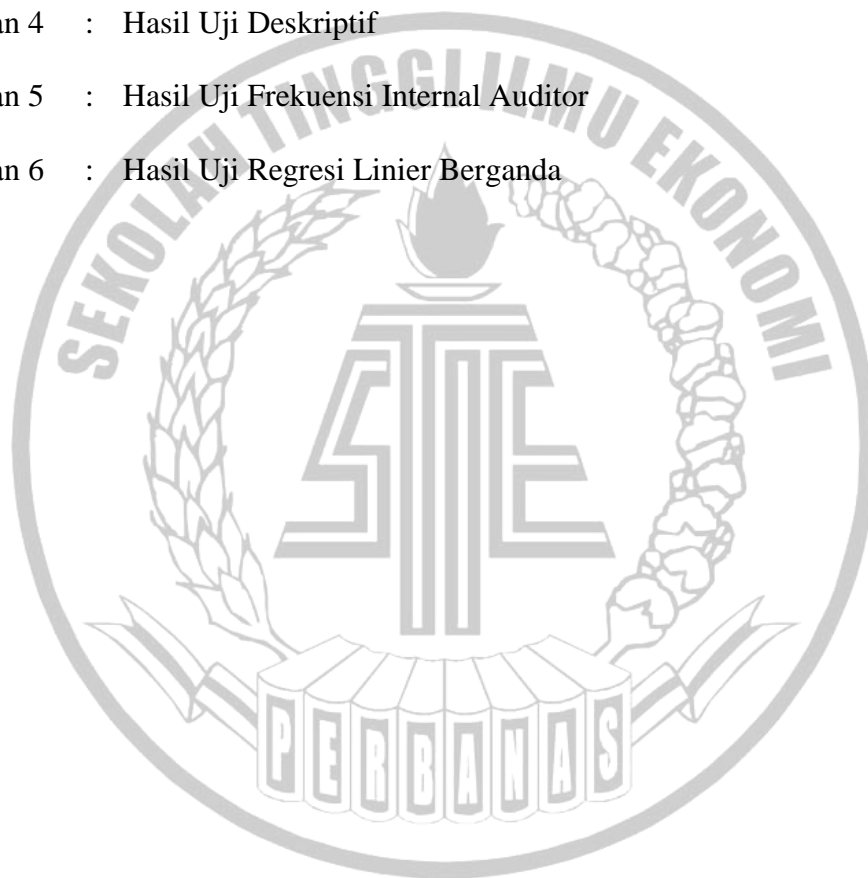 an 4 : Hasil Uji Deskriptif
an 5 : Hasil Uji Frekuensi Internal Auditor
an 6 : Hasil Uji Regresi Linier Berganda
SEKOLAH TINGGI ILMU EKONOMI
STIE
PERBANAS